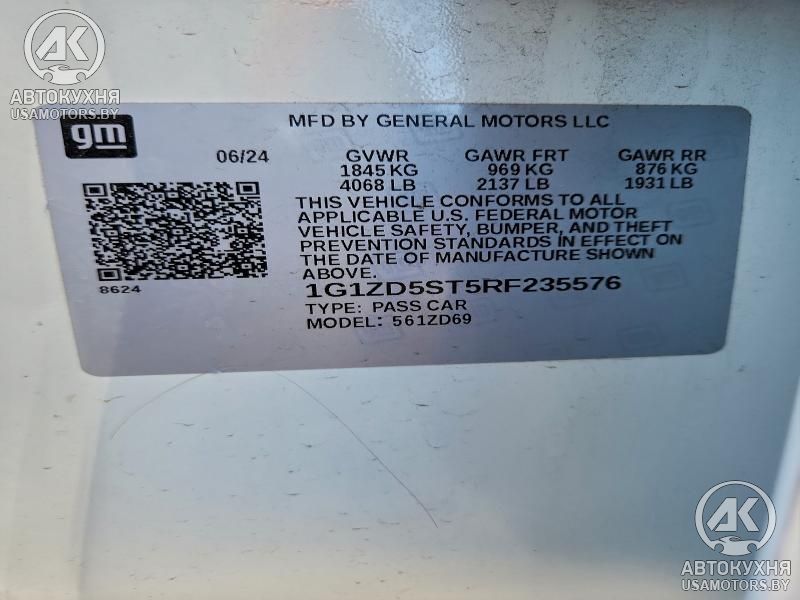 AK
АВТОКУХНЯ
USAMOTORS.BY
gm
MFD BY GENERAL MOTORS LLC
06/24 GVWR GAWR FRT GAWR RR
1845 KG 969 KG 876 KG
4068 LB 2137 LB 1931 LB
THIS VEHICLE CONFORMS TO ALL
APPLICABLE U.S. FEDERAL MOTOR
VEHICLE SAFETY, BUMPER, AND THEFT
PREVENTION STANDARDS IN EFFECT ON
THE DATE OF MANUFACTURE SHOWN
ABOVE.
8624
1G1ZD5ST5RF235576
TYPE: PASS CAR
MODEL: 561ZD69
AK
АВТОКУХНЯ
USAMOTORS.BY